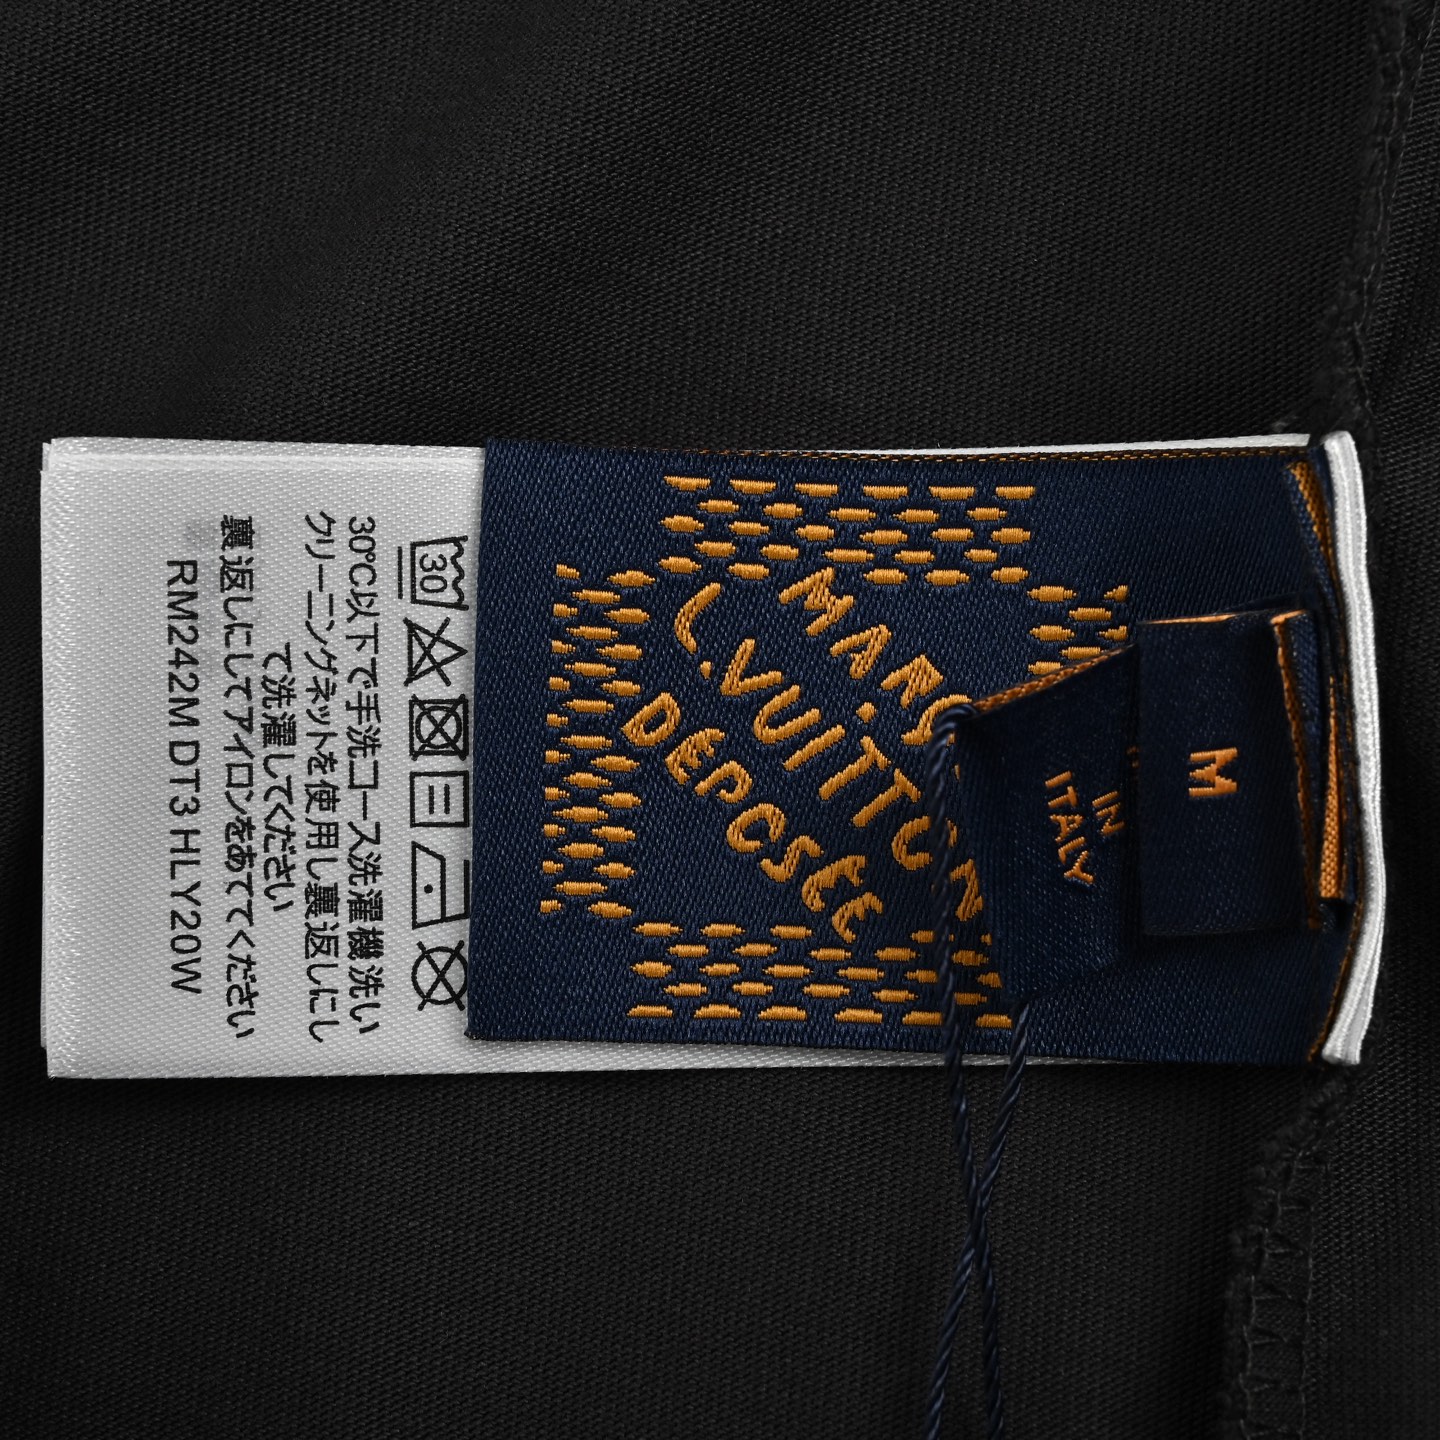 30
30℃以下で手洗コース洗濯機洗い
クリーニングネットを使用し裏返しにし
て洗濯してください
裏返しにしてアイロンをあててください
RM242M DT3 HLY20W
L.VUITTON
DEPOSEE
IN
ITALY
M